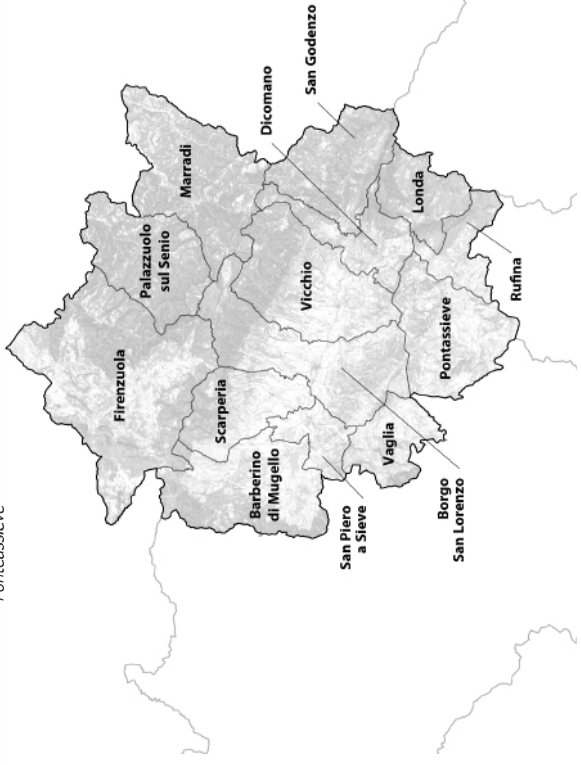 Pontassieve
Firenzuola
Palazzuolo
sul Senio
Marradi
Scarperia
Barberino
di Mugello
Dicomano
Vicchio
San Godenzo
San Piero
a Sieve
Vaglia
Londa
Borgo
San Lorenzo
Pontassieve
Rufina